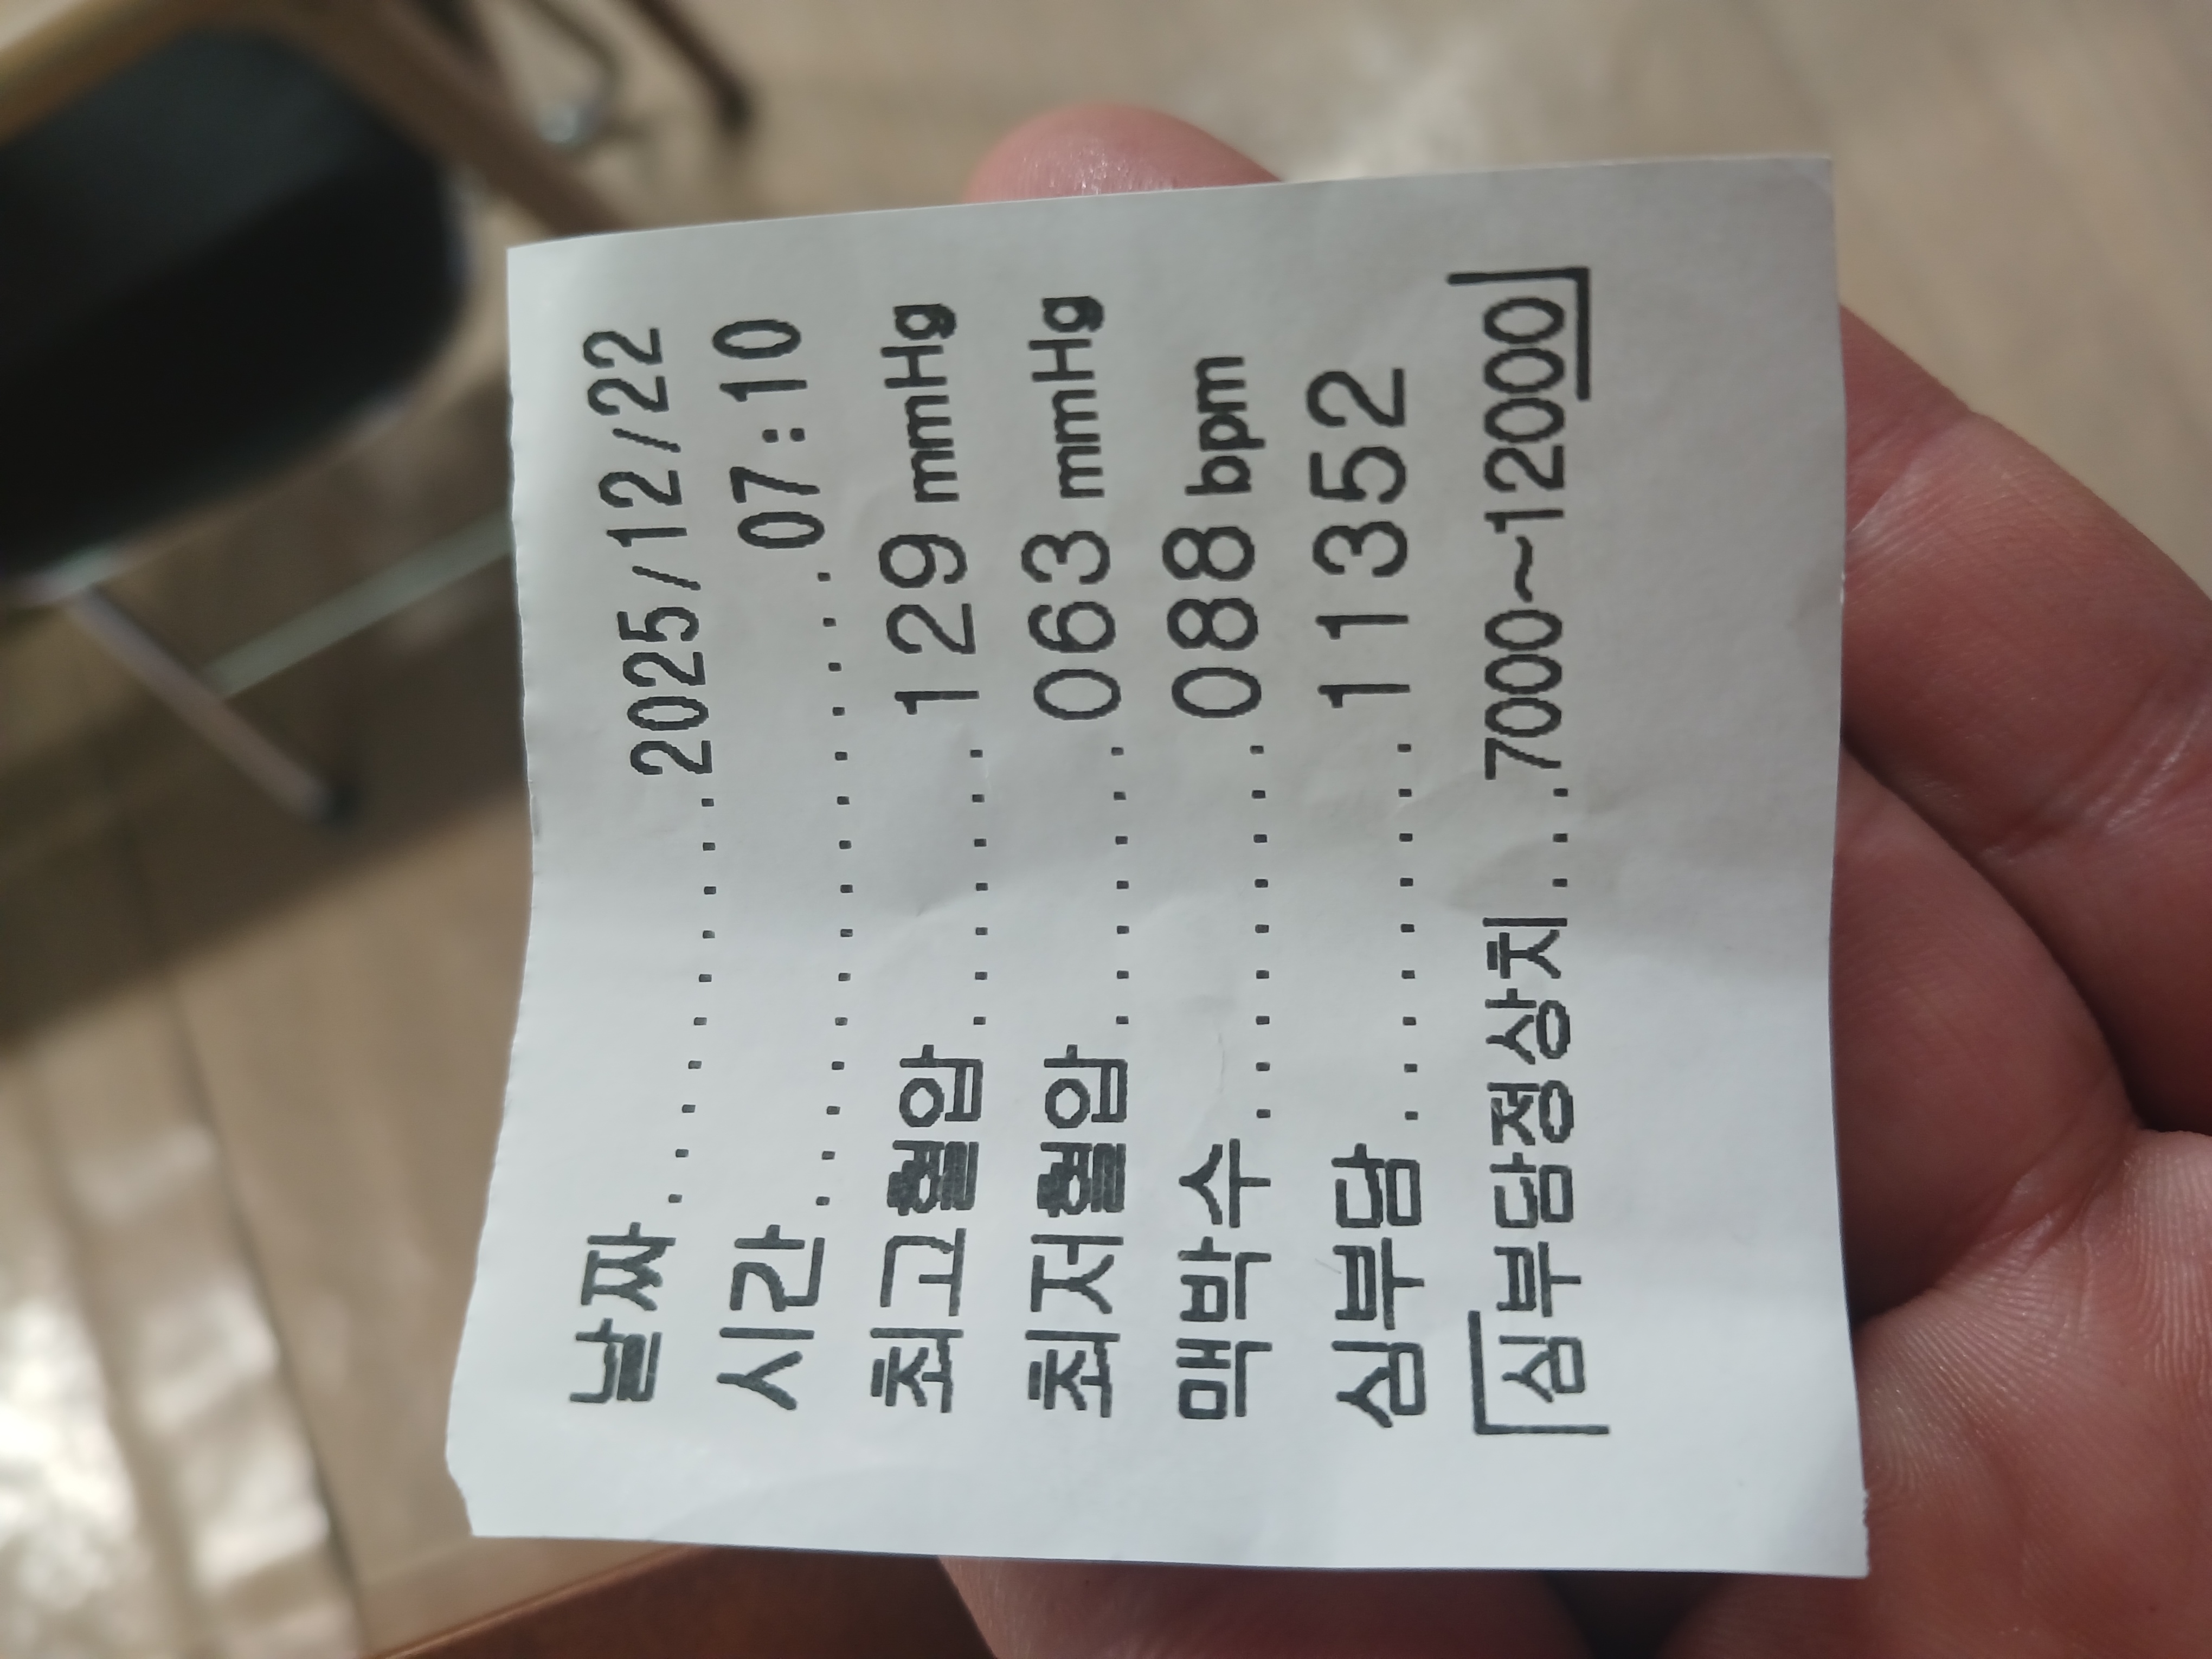 날짜..........2025/12/22
시간..............07:10
최고혈압.......129 mmHg
최저혈압.......063 mmHg
맥박수.........088 bpm
심부담.........11352
심부담정상치...7000~12000